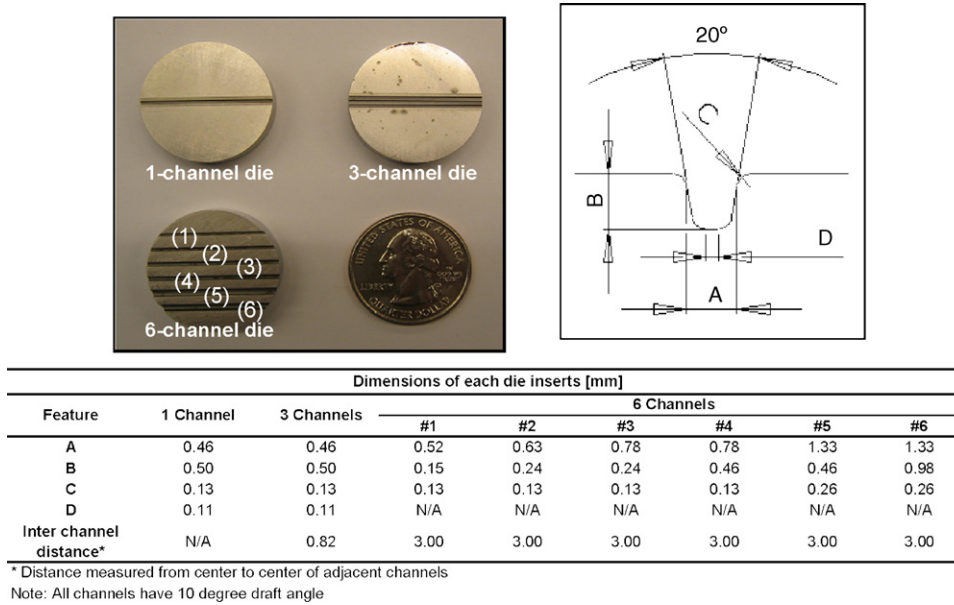 1-channel die
3-channel die
(1)
(2)
(3)
(4)
(5)
(6)
6-channel die
UNITED STATES OF AMERICA
LIBERTY
QUARTER DOLLAR
20º
C
B
D
A
Dimensions of each die inserts [mm]
Feature 1 Channel 3 Channels 6 Channels
#1 #2 #3 #4 #5 #6
A 0.46 0.46 0.52 0.63 0.78 0.78 1.33 1.33
B 0.50 0.50 0.15 0.24 0.24 0.46 0.46 0.98
C 0.13 0.13 0.13 0.13 0.13 0.13 0.26 0.26
D 0.11 0.11 N/A N/A N/A N/A N/A N/A
Inter channel
distance* N/A 0.82 3.00 3.00 3.00 3.00 3.00 3.00
* Distance measured from center to center of adjacent channels
Note: All channels have 10 degree draft angle